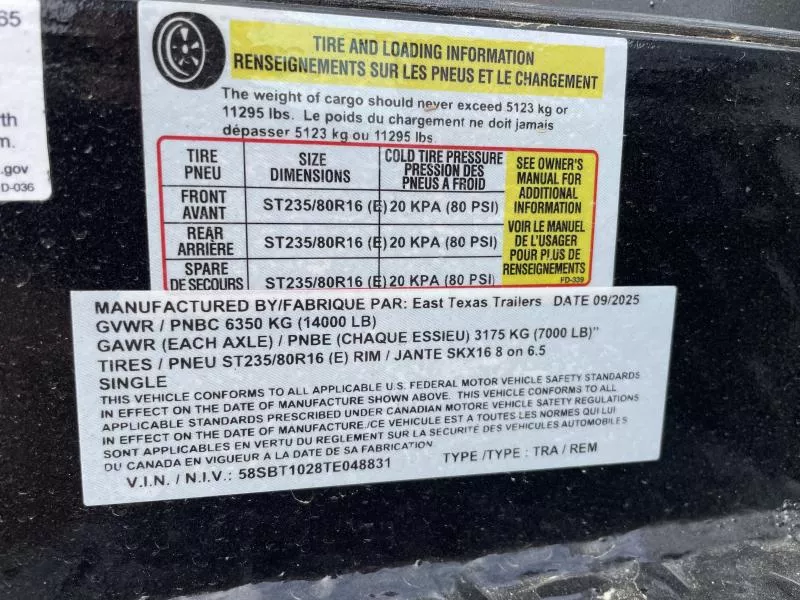 65
th
m.
.gov
D-036
TIRE AND LOADING INFORMATION
RENSEIGNEMENTS SUR LES PNEUS ET LE CHARGEMENT
The weight of cargo should never exceed 5123 kg or
11295 lbs. Le poids du chargement ne doit jamais
dépasser 5123 kg ou 11295 lbs.
TIRE PNEU
SIZE DIMENSIONS
COLD TIRE PRESSURE PRESSION DES PNEUS A FROID
SEE OWNER'S
MANUAL FOR
ADDITIONAL
INFORMATION
VOIR LE MANUEL
DE L'USAGER
POUR PLUS DE
RENSEIGNEMENTS
FD-339
FRONT AVANT ST235/80R16 (E) 20 KPA (80 PSI)
REAR ARRIÈRE ST235/80R16 (E) 20 KPA (80 PSI)
SPARE DE SECOURS ST235/80R16 (E) 20 KPA (80 PSI)
MANUFACTURED BY/FABRIQUE PAR: East Texas Trailers DATE 09/2025
GVWR / PNBC 6350 KG (14000 LB)
GAWR (EACH AXLE) / PNBE (CHAQUE ESSIEU) 3175 KG (7000 LB)"
TIRES / PNEU ST235/80R16 (E) RIM / JANTE SKX16 8 on 6.5
SINGLE
THIS VEHICLE CONFORMS TO ALL APPLICABLE U.S. FEDERAL MOTOR VEHICLE SAFETY STANDARDS
IN EFFECT ON THE DATE OF MANUFACTURE SHOWN ABOVE. THIS VEHICLE CONFORMS TO ALL
APPLICABLE STANDARDS PRESCRIBED UNDER CANADIAN MOTORE VEHICLE SAFETY REGULATIONS
IN EFFECT ON THE DATE OF MANUFACTURE./CE VEHICULE EST A TOUTES LES NORMES QUI LUI
SONT APPLICABLES EN VERTU DU REGLEMENT SUR LA SECURITE DES VEHICULES AUTOMOBILES
DU CANADA EN VIGUEUR A LA DATE DE SA FABRICATION
V.I.N. / N.I.V.: 58SBT1028TE048831 TYPE /TYPE : TRA / REM